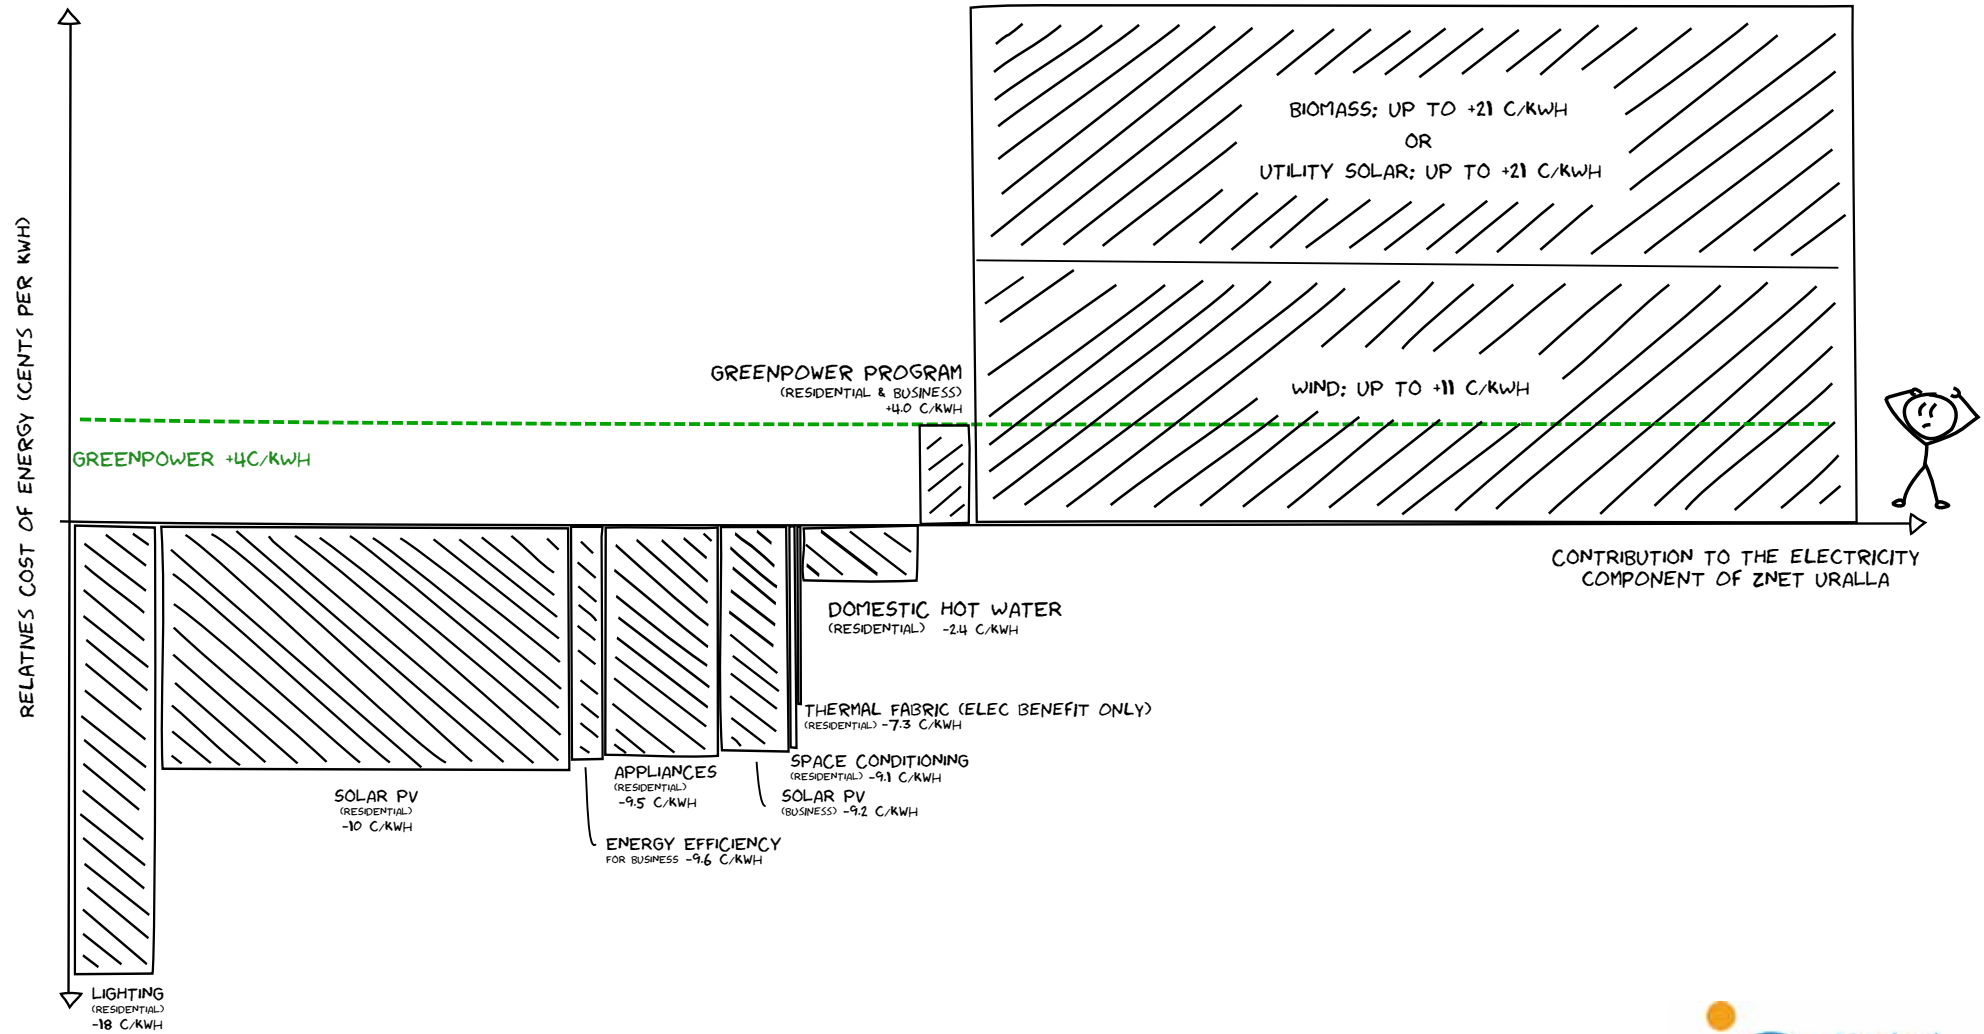 RELATIVES COST OF ENERGY (CENTS PER KWH)
BIOMASS: UP TO +21 C/KWH
OR
UTILITY SOLAR: UP TO +21 C/KWH
WIND: UP TO +11 C/KWH
GREENPOWER PROGRAM
(RESIDENTIAL & BUSINESS)
+4.0 C/KWH
GREENPOWER +4C/KWH
CONTRIBUTION TO THE ELECTRICITY
COMPONENT OF ZNET URALLA
DOMESTIC HOT WATER
(RESIDENTIAL) -2.4 C/KWH
THERMAL FABRIC (ELEC BENEFIT ONLY)
(RESIDENTIAL) -7.3 C/KWH
SPACE CONDITIONING
(RESIDENTIAL) -9.1 C/KWH
SOLAR PV
(BUSINESS) -9.2 C/KWH
APPLIANCES
(RESIDENTIAL)
-9.5 C/KWH
ENERGY EFFICIENCY
FOR BUSINESS -9.6 C/KWH
SOLAR PV
(RESIDENTIAL)
-10 C/KWH
LIGHTING
(RESIDENTIAL)
-18 C/KWH